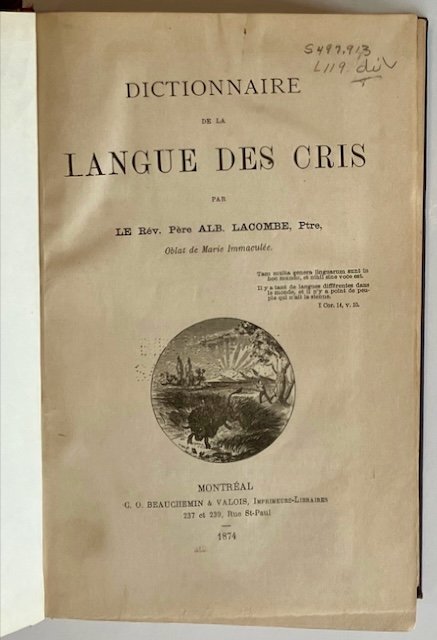 S497.913
L119
DICTIONNAIRE
DE LA
LANGUE DES CRIS
PAR
LE Rév. Père ALB. LACOMBE, Ptre,
Oblat de Marie Immaculée.
Tam multa genera linguarum sunt in
hoc mundo, et nihil sine voce est.
Il y a tant de langues différentes dans
le monde, et il n'y a point de peu-
ple qui n'ait la sienne.
I Cor. 14, v. 10.
MONTRÉAL
C. O. BEAUCHEMIN & VALOIS, IMPRIMEURS-LIBRAIRES
237 et 239, Rue St-Paul
1874